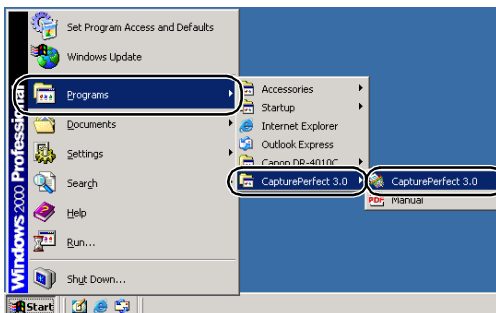 Set Program Access and Defaults
Windows Update
Programs
Documents
Settings
Search
Help
Run...
Shut Down...
Windows 2000 Professional
Start
Accessories
Startup
Internet Explorer
Outlook Express
Canon DR-4010C
CapturePerfect 3.0
CapturePerfect 3.0
PDF
Manual